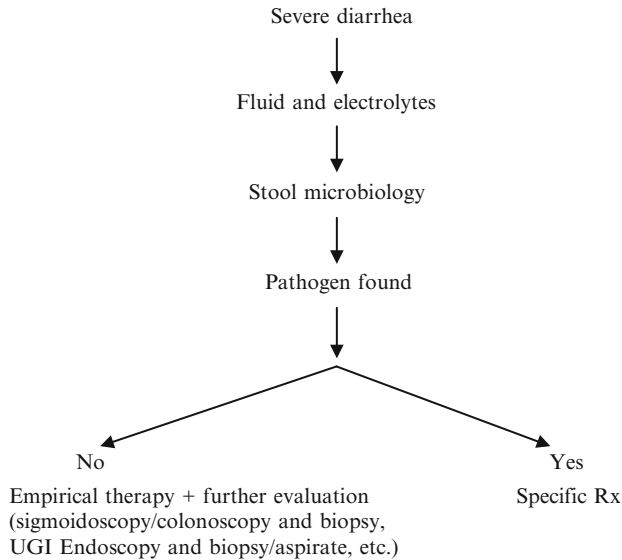 Severe diarrhea
Fluid and electrolytes
Stool microbiology
Pathogen found
No
Yes
Empirical therapy + further evaluation
(sigmoidoscopy/colonoscopy and biopsy,
UGI Endoscopy and biopsy/aspirate, etc.)
Specific Rx